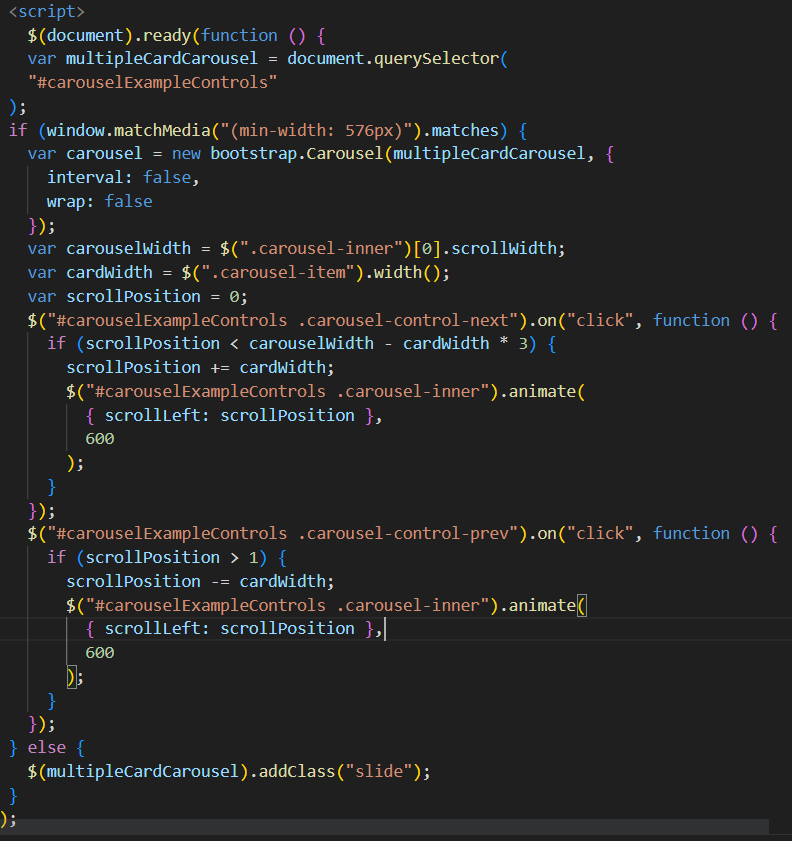 <script>
$(document).ready(function () {
var multipleCardCarousel = document.querySelector(
"#carouselExampleControls"
);
if (window.matchMedia("(min-width: 576px)").matches) {
var carousel = new bootstrap.Carousel(multipleCardCarousel, {
interval: false,
wrap: false
});
var carouselWidth = $(".carousel-inner")[0].scrollWidth;
var cardWidth = $(".carousel-item").width();
var scrollPosition = 0;
$("#carouselExampleControls .carousel-control-next").on("click", function () {
if (scrollPosition < carouselWidth - cardWidth * 3) {
scrollPosition += cardWidth;
$("#carouselExampleControls .carousel-inner").animate(
{ scrollLeft: scrollPosition },
600
);
}
});
$("#carouselExampleControls .carousel-control-prev").on("click", function () {
if (scrollPosition > 1) {
scrollPosition -= cardWidth;
$("#carouselExampleControls .carousel-inner").animate(
{ scrollLeft: scrollPosition },
600
);
}
});
} else {
$(multipleCardCarousel).addClass("slide");
}
);